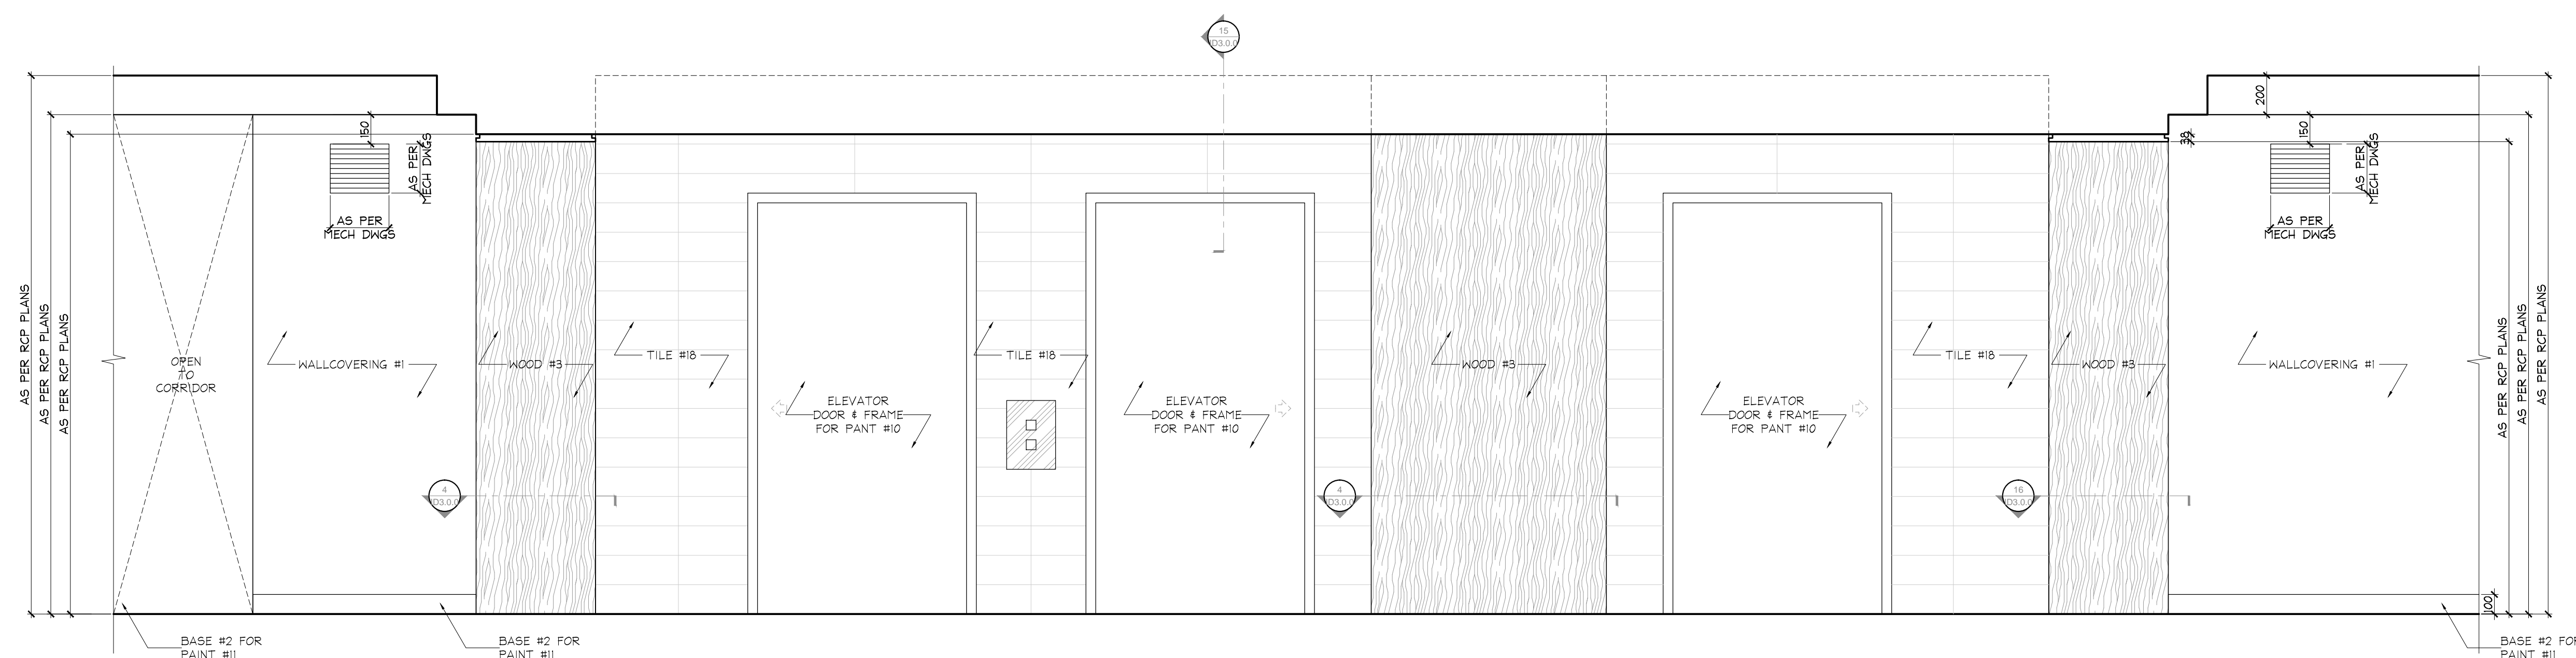 15
ID3.0.0
200
150
150
38
AS PER
MECH DWGS
AS PER
MECH DWGS
AS PER
MECH DWGS
AS PER
MECH DWGS
AS PER RCP PLANS
AS PER RCP PLANS
AS PER RCP PLANS
OPEN
TO
CORRIDOR
WALLCOVERING #1
WOOD #3
TILE #18
TILE #18
WOOD #3
TILE #18
WOOD #3
WALLCOVERING #1
AS PER RCP PLANS
AS PER RCP PLANS
AS PER RCP PLANS
ELEVATOR
DOOR & FRAME
FOR PANT #10
ELEVATOR
DOOR & FRAME
FOR PANT #10
ELEVATOR
DOOR & FRAME
FOR PANT #10
4
ID3.0.0
4
ID3.0.0
16
ID3.0.0
100
BASE #2 FOR
PAINT #11
BASE #2 FOR
PAINT #11
BASE #2 FOR
PAINT #11